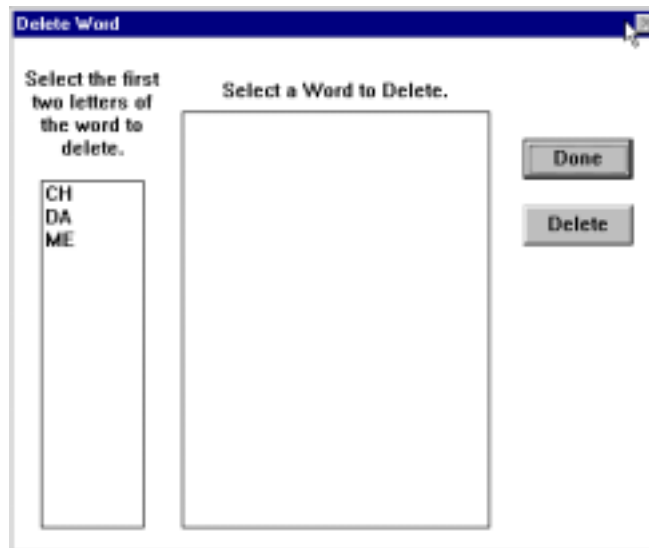 Delete Word
Select the first
two letters of
the word to
delete.
CH
DA
ME
Select a Word to Delete.
Done
Delete